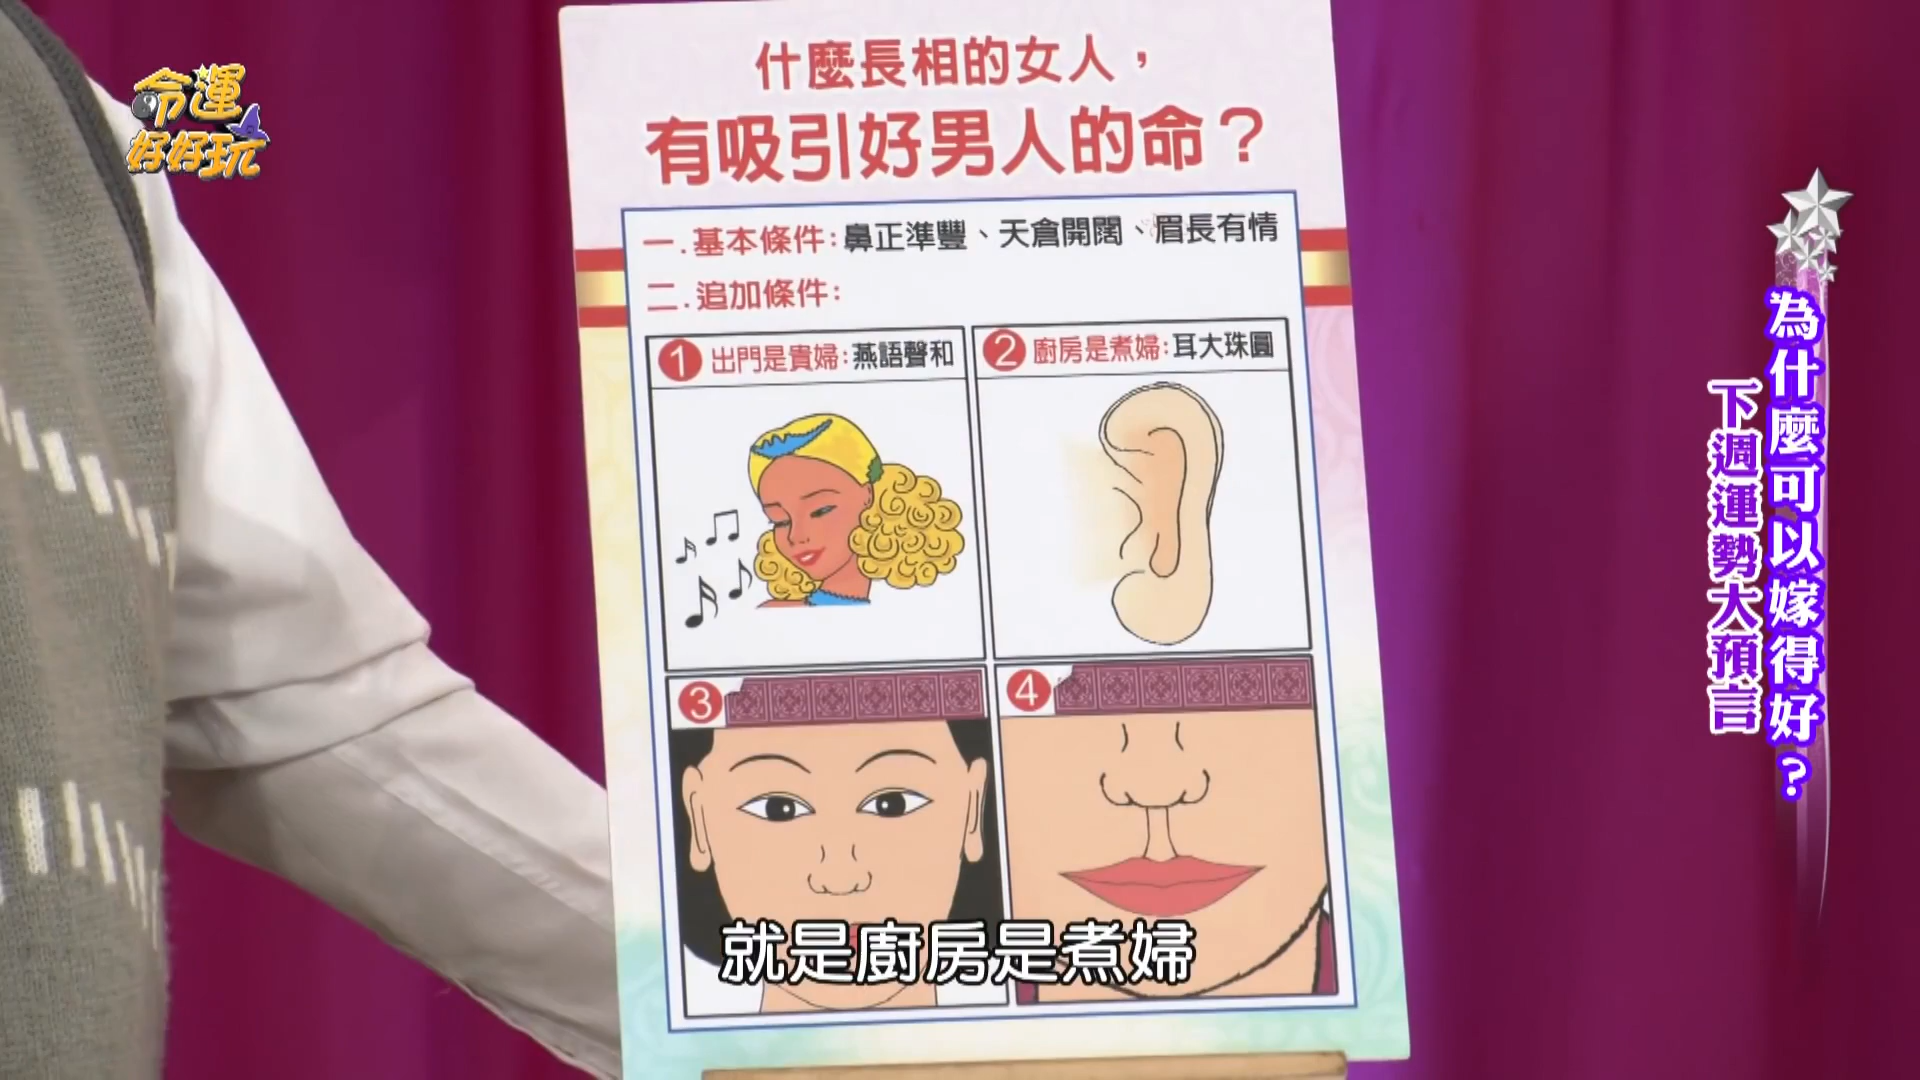 命運
好好玩
什麼長相的女人，
有吸引好男人的命？
一.基本條件：鼻正準豐、天倉開闊、眉長有情
二.追加條件：
1 出門是貴婦：燕語聲和
2 廚房是煮婦：耳大珠圓
3
4
就是廚房是煮婦
為什麼可以嫁得好？
下週運勢大預言